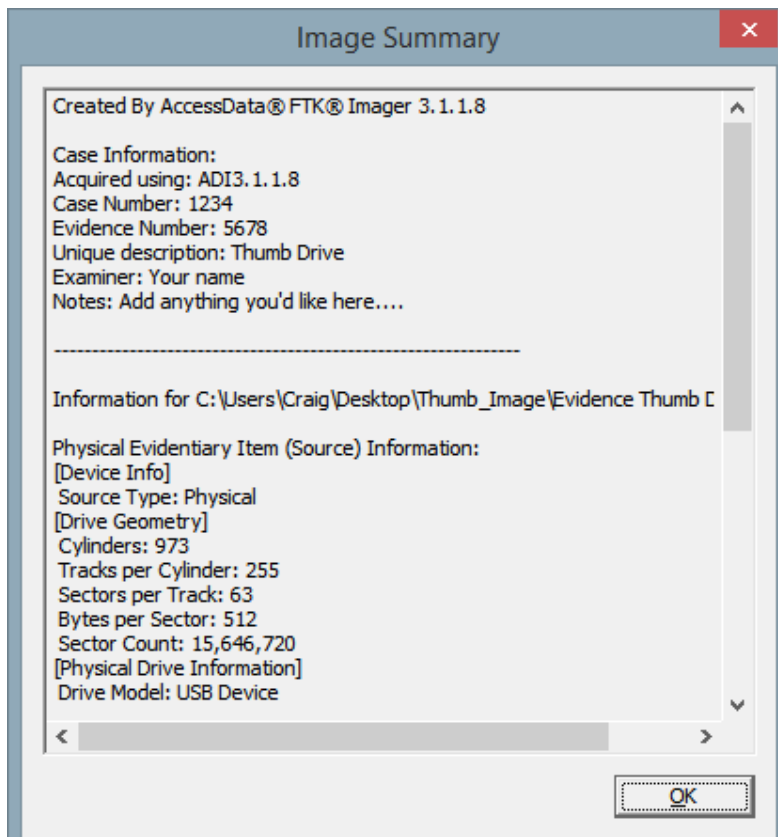 Image Summary
Created By AccessData® FTK® Imager 3.1.1.8
Case Information:
Acquired using: ADI3.1.1.8
Case Number: 1234
Evidence Number: 5678
Unique description: Thumb Drive
Examiner: Your name
Notes: Add anything you'd like here....
--------------------------------------------------------------
Information for C:\Users\Craig\Desktop\Thumb_Image\Evidence Thumb D
Physical Evidentiary Item (Source) Information:
[Device Info]
Source Type: Physical
[Drive Geometry]
Cylinders: 973
Tracks per Cylinder: 255
Sectors per Track: 63
Bytes per Sector: 512
Sector Count: 15,646,720
[Physical Drive Information]
Drive Model: USB Device
OK